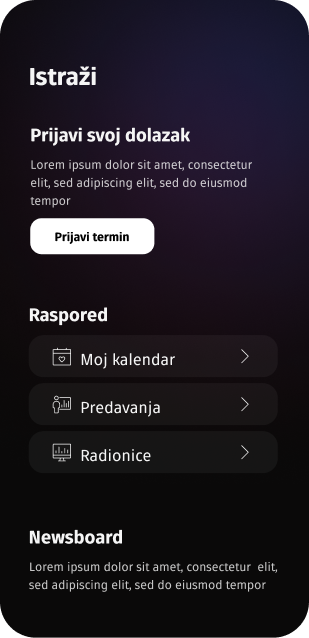 Istraži
Prijavi svoj dolazak
Lorem ipsum dolor sit amet, consectetur
elit, sed adipiscing elit, sed do eiusmod
tempor
Prijavi termin
Raspored
Moj kalendar
Predavanja
Radionice
Newsboard
Lorem ipsum dolor sit amet, consectetur elit,
sed adipiscing elit, sed do eiusmod tempor